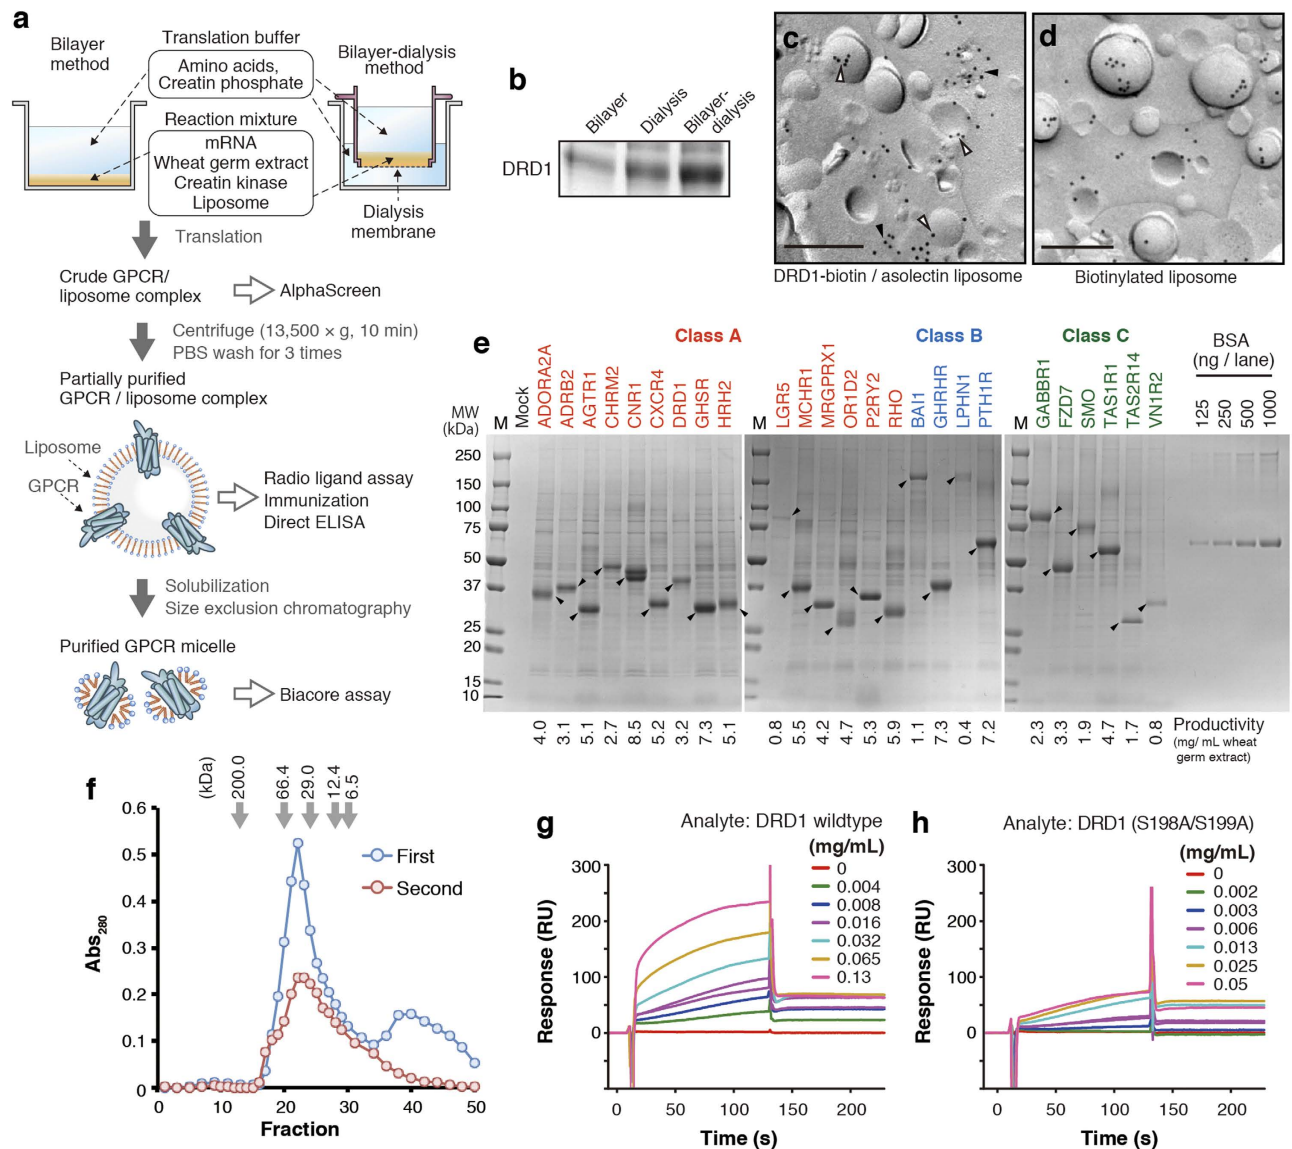 a
Bilayer
method
Translation buffer
Amino acids,
Creatin phosphate
Bilayer-dialysis
method
Reaction mixture
mRNA
Wheat germ extract
Creatin kinase
Liposome
Dialysis
membrane
Translation
Crude GPCR/
liposome complex
AlphaScreen
Centrifuge (13,500 × g, 10 min)
PBS wash for 3 times
Partially purified
GPCR / liposome complex
Liposome
GPCR
Radio ligand assay
Immunization
Direct ELISA
Solubilization
Size exclusion chromatography
Purified GPCR micelle
Biacore assay
b
Bilayer
Dialysis
Bilayer-
dialysis
DRD1
c
DRD1-biotin / asolectin liposome
d
Biotinylated liposome
e
Class A
Class B
Class C
BSA
(ng / lane)
MW
(kDa)
M
Mock
ADORA2A
ADRB2
AGTR1
CHRM2
CNR1
CXCR4
DRD1
GHSR
HRH2
M
LGR5
MCHR1
MRGPRX1
OR1D2
P2RY2
RHO
BAI1
GHRHR
LPHN1
PTH1R
M
GABBR1
FZD7
SMO
TAS1R1
TAS2R14
VN1R2
125
250
500
1000
250
150
100
75
50
37
25
20
15
10
4.0
3.1
5.1
2.7
8.5
5.2
3.2
7.3
5.1
0.8
5.5
4.2
4.7
5.3
5.9
1.1
7.3
0.4
7.2
2.3
3.3
1.9
4.7
1.7
0.8
Productivity
(mg/ mL wheat
germ extract)
f
(kDa)
200.0
66.4
29.0
12.4
6.5
0.6
0.5
0.4
0.3
0.2
0.1
0
Abs280
First
Second
0
10
20
30
40
50
Fraction
g
Analyte: DRD1 wildtype
(mg/mL)
0
0.004
0.008
0.016
0.032
0.065
0.13
300
200
100
0
Response (RU)
0
50
100
150
200
Time (s)
h
Analyte: DRD1 (S198A/S199A)
(mg/mL)
0
0.002
0.003
0.006
0.013
0.025
0.05
300
200
100
0
Response (RU)
0
50
100
150
200
Time (s)